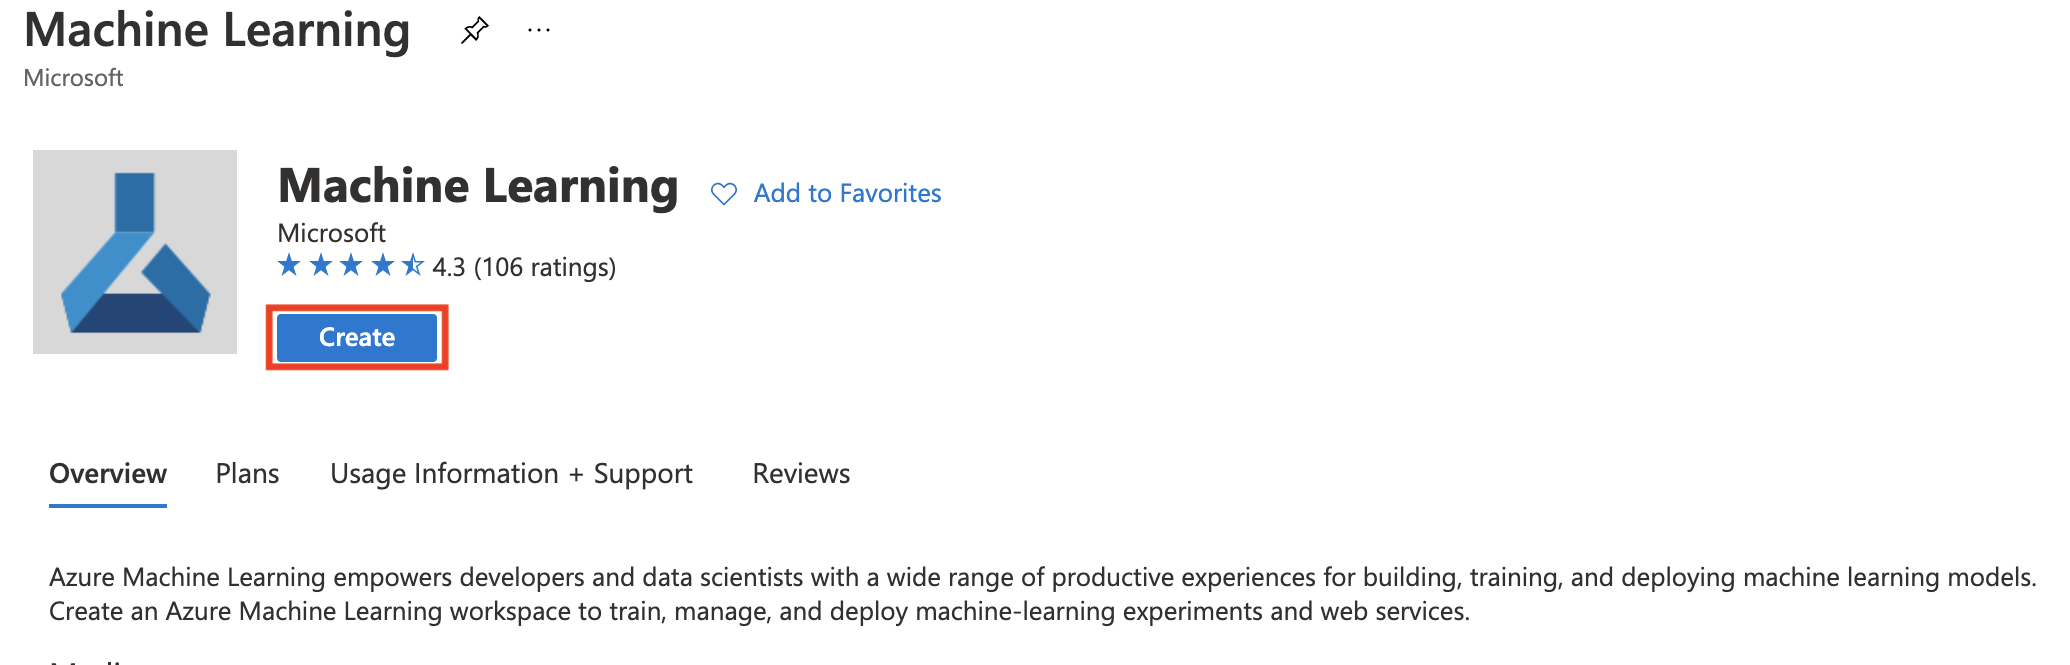 Machine Learning ...
Microsoft
Machine Learning Add to Favorites
Microsoft
4.3 (106 ratings)
Create
Overview Plans Usage Information + Support Reviews
Azure Machine Learning empowers developers and data scientists with a wide range of productive experiences for building, training, and deploying machine learning models.
Create an Azure Machine Learning workspace to train, manage, and deploy machine-learning experiments and web services.